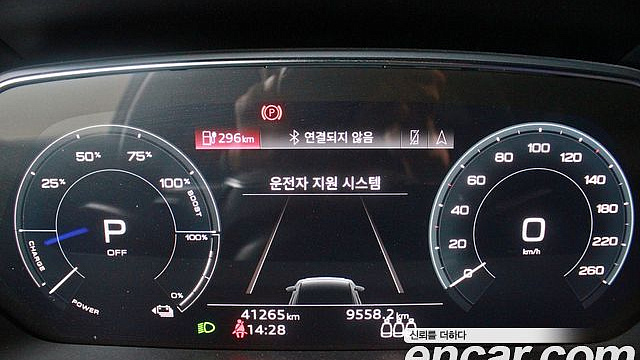 296km 연결되지 않음
운전자 지원 시스템
25% 50% 75% 100% BOOST
P
OFF
CHARGE
POWER
100%
0%
0 20 40 60 80 100 120 140 180 220 260
0
km/h
41265km 9558.2km
14:28
신뢰를 더하다
encar.com